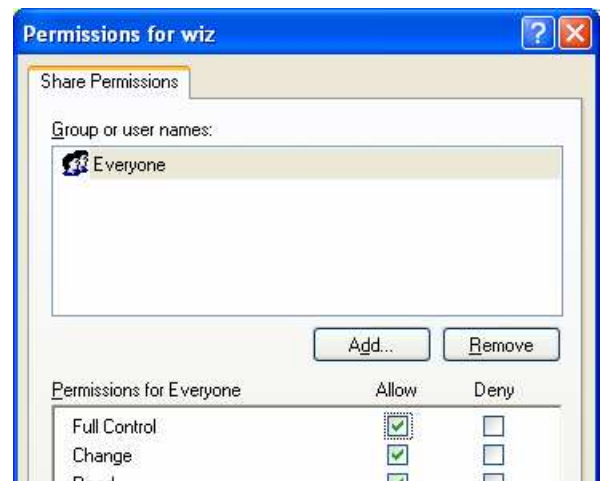 Permissions for wiz
Share Permissions
Group or user names:
Everyone
Add... Remove
Permissions for Everyone Allow Deny
Full Control
Change